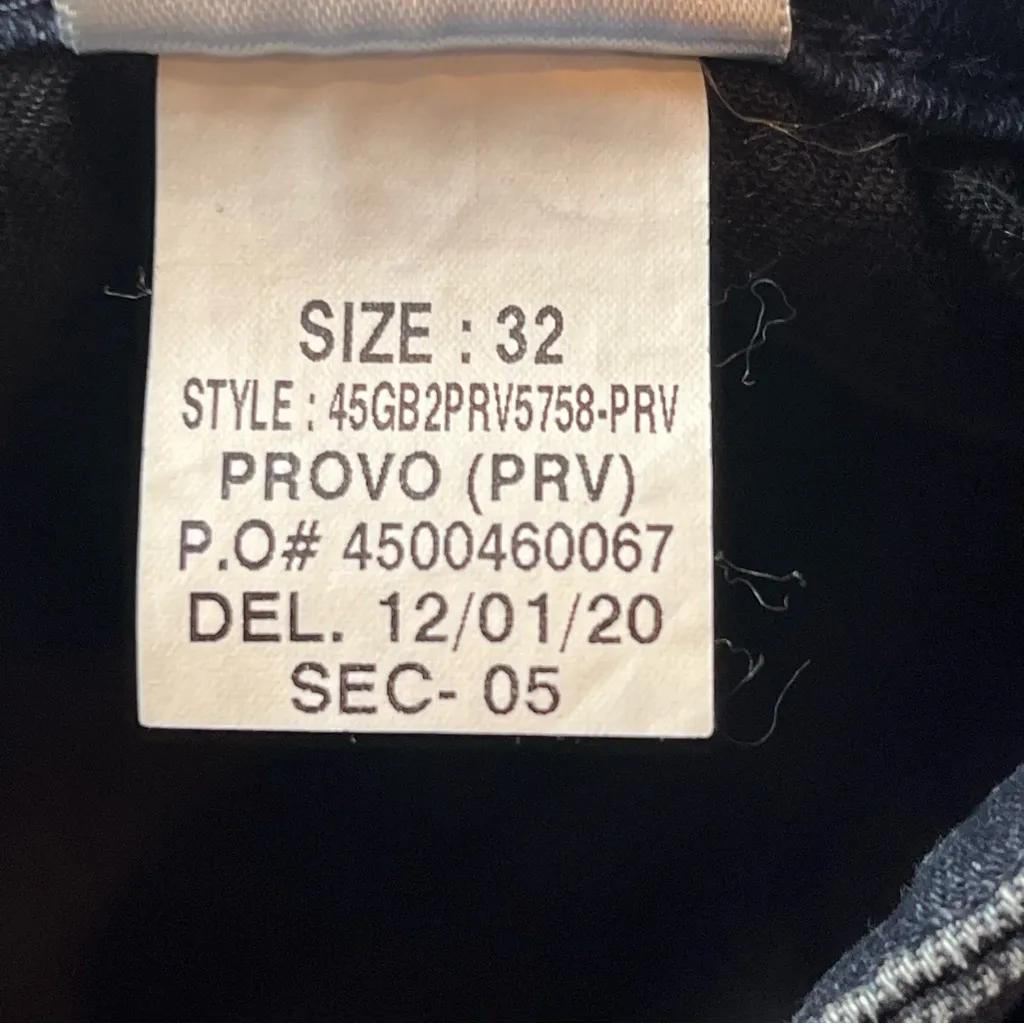 SIZE : 32
STYLE : 45GB2PRV5758-PRV
PROVO (PRV)
P.O# 4500460067
DEL. 12/01/20
SEC- 05